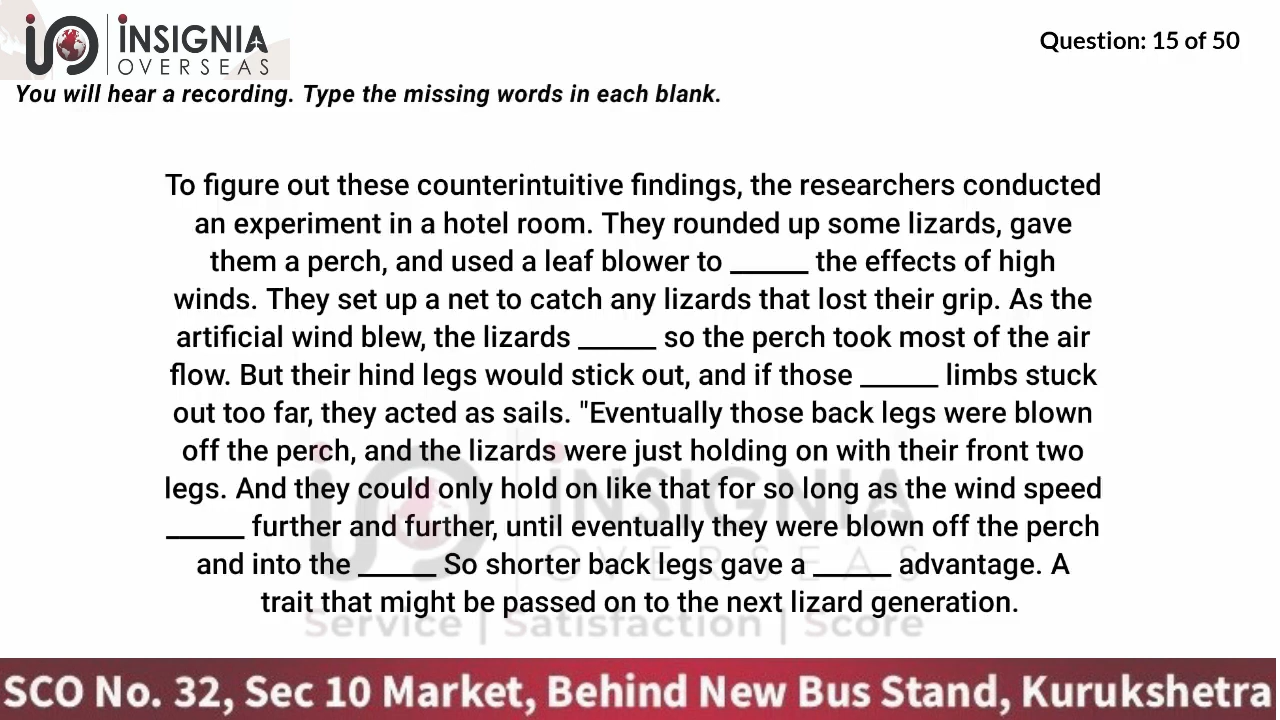 iNSIGNIA
OVERSEAS
Question: 15 of 50
You will hear a recording. Type the missing words in each blank.
To figure out these counterintuitive findings, the researchers conducted
an experiment in a hotel room. They rounded up some lizards, gave
them a perch, and used a leaf blower to ______ the effects of high
winds. They set up a net to catch any lizards that lost their grip. As the
artificial wind blew, the lizards ______ so the perch took most of the air
flow. But their hind legs would stick out, and if those ______ limbs stuck
out too far, they acted as sails. "Eventually those back legs were blown
off the perch, and the lizards were just holding on with their front two
legs. And they could only hold on like that for so long as the wind speed
______ further and further, until eventually they were blown off the perch
and into the ______ So shorter back legs gave a ______ advantage. A
trait that might be passed on to the next lizard generation.
iNSIGNIA
OVERSEAS
Service | Satisfaction | Score
SCO No. 32, Sec 10 Market, Behind New Bus Stand, Kurukshetra